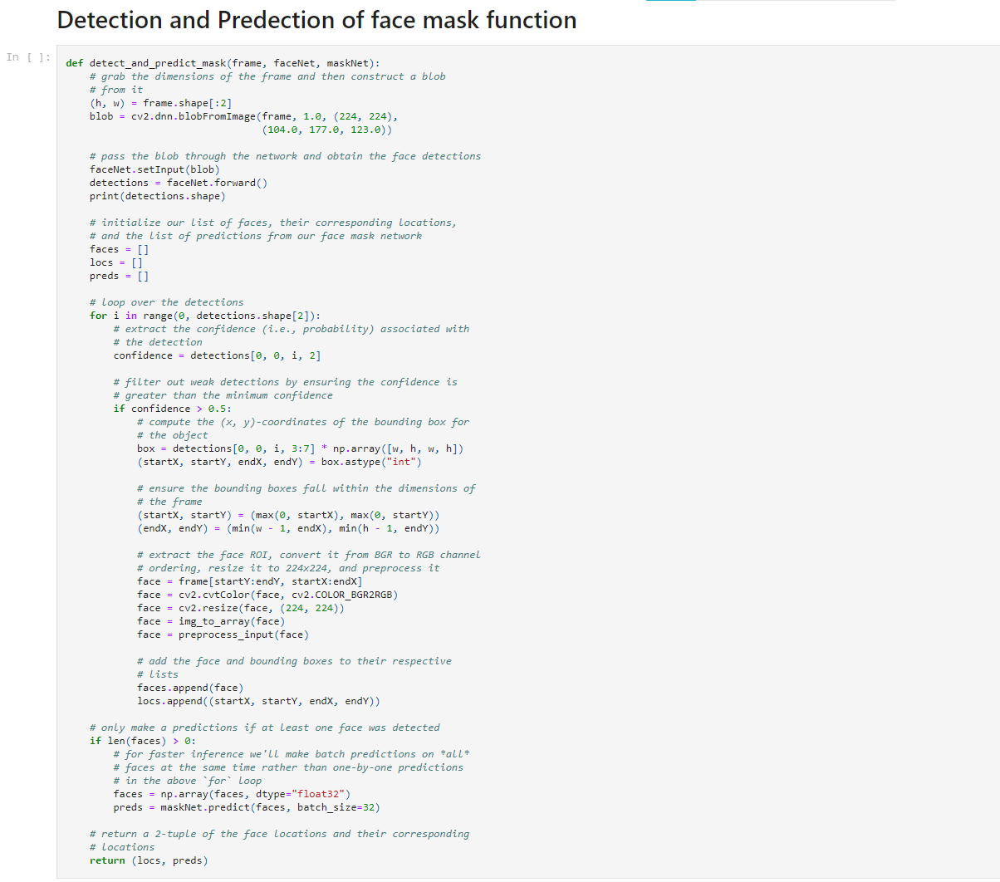 Detection and Predection of face mask function
In [ ]:
def detect_and_predict_mask(frame, faceNet, maskNet):
    # grab the dimensions of the frame and then construct a blob
    # from it
    (h, w) = frame.shape[:2]
    blob = cv2.dnn.blobFromImage(frame, 1.0, (224, 224),
                                 (104.0, 177.0, 123.0))

    # pass the blob through the network and obtain the face detections
    faceNet.setInput(blob)
    detections = faceNet.forward()
    print(detections.shape)

    # initialize our list of faces, their corresponding locations,
    # and the list of predictions from our face mask network
    faces = []
    locs = []
    preds = []

    # loop over the detections
    for i in range(0, detections.shape[2]):
        # extract the confidence (i.e., probability) associated with
        # the detection
        confidence = detections[0, 0, i, 2]

        # filter out weak detections by ensuring the confidence is
        # greater than the minimum confidence
        if confidence > 0.5:
            # compute the (x, y)-coordinates of the bounding box for
            # the object
            box = detections[0, 0, i, 3:7] * np.array([w, h, w, h])
            (startX, startY, endX, endY) = box.astype("int")

            # ensure the bounding boxes fall within the dimensions of
            # the frame
            (startX, startY) = (max(0, startX), max(0, startY))
            (endX, endY) = (min(w - 1, endX), min(h - 1, endY))

            # extract the face ROI, convert it from BGR to RGB channel
            # ordering, resize it to 224x224, and preprocess it
            face = frame[startY:endY, startX:endX]
            face = cv2.cvtColor(face, cv2.COLOR_BGR2RGB)
            face = cv2.resize(face, (224, 224))
            face = img_to_array(face)
            face = preprocess_input(face)

            # add the face and bounding boxes to their respective
            # lists
            faces.append(face)
            locs.append((startX, startY, endX, endY))

    # only make a predictions if at least one face was detected
    if len(faces) > 0:
        # for faster inference we'll make batch predictions on *all*
        # faces at the same time rather than one-by-one predictions
        # in the above `for` loop
        faces = np.array(faces, dtype="float32")
        preds = maskNet.predict(faces, batch_size=32)

    # return a 2-tuple of the face locations and their corresponding
    # locations
    return (locs, preds)